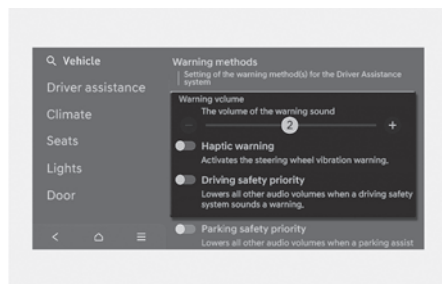 Vehicle
Driver assistance
Climate
Seats
Lights
Door
Warning methods
Setting of the warning method(s) for the Driver Assistance
system
Warning volume
The volume of the warning sound
2
Haptic warning
Activates the steering wheel vibration warning.
Driving safety priority
Lowers all other audio volumes when a driving safety
system sounds a warning.
Parking safety priority
Lowers all other audio volumes when a parking assist